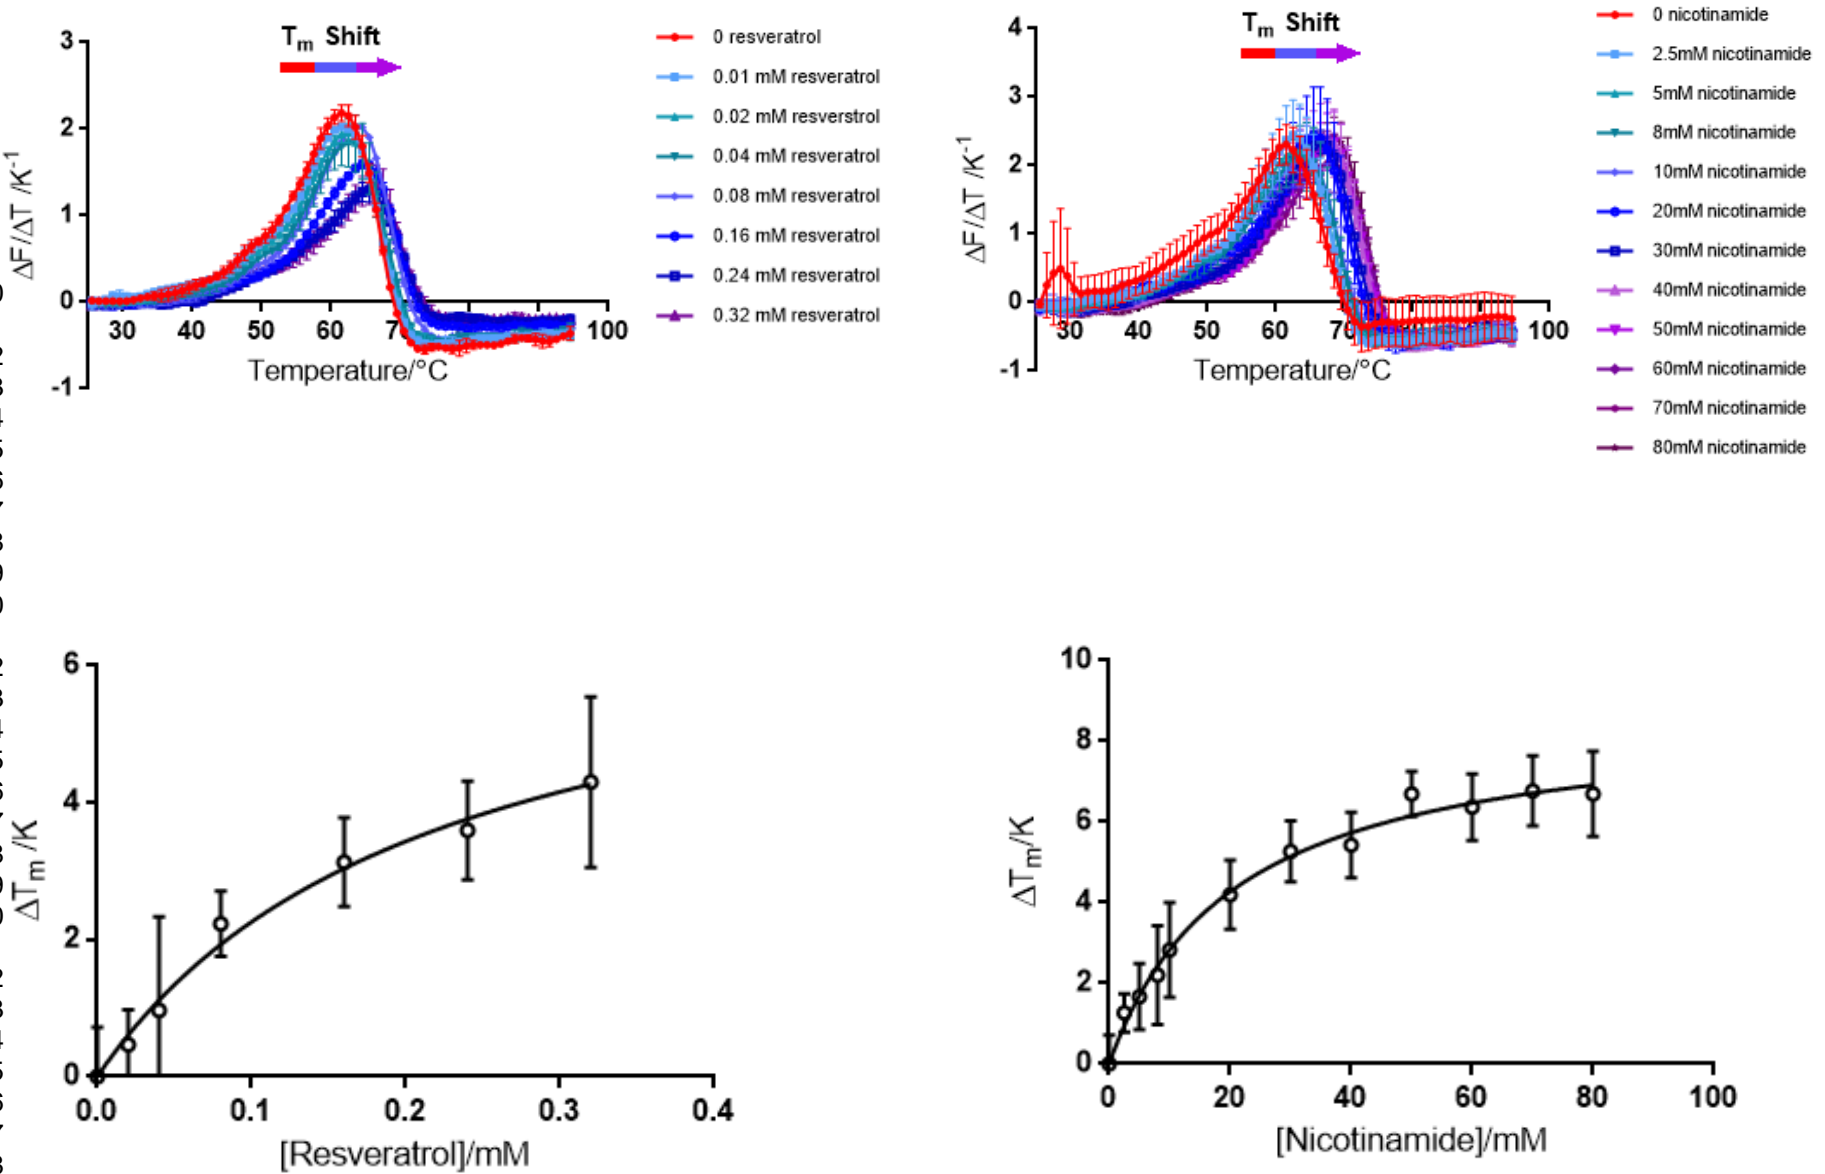 Tm Shift
3
2
1
0
-1
ΔF/ΔT /K-1
30 40 50 60 70 100
Temperature/°C
0 resveratrol
0.01 mM resveratrol
0.02 mM resverstrol
0.04 mM resveratrol
0.08 mM resveratrol
0.16 mM resveratrol
0.24 mM resveratrol
0.32 mM resveratrol
Tm Shift
4
3
2
1
0
-1
ΔF/ΔT /K-1
30 40 50 60 70 100
Temperature/°C
0 nicotinamide
2.5mM nicotinamide
5mM nicotinamide
8mM nicotinamide
10mM nicotinamide
20mM nicotinamide
30mM nicotinamide
40mM nicotinamide
50mM nicotinamide
60mM nicotinamide
70mM nicotinamide
80mM nicotinamide
6
4
2
0
ΔTm /K
0.0 0.1 0.2 0.3 0.4
[Resveratrol]/mM
10
8
6
4
2
0
ΔTm/K
0 20 40 60 80 100
[Nicotinamide]/mM